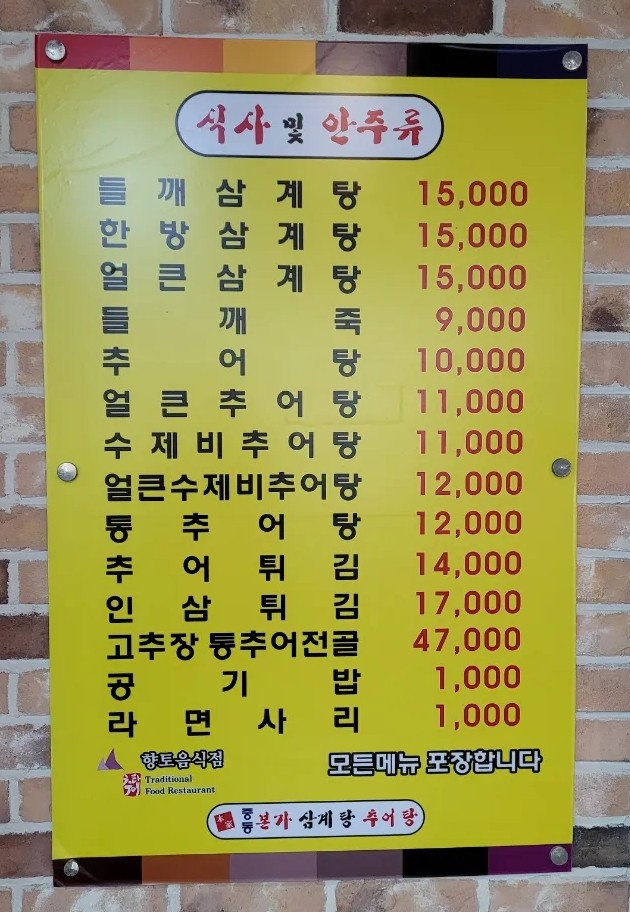 식사 및 안주류
들깨삼계탕 15,000
한방삼계탕 15,000
얼큰삼계탕 15,000
들깨죽 9,000
추어탕 10,000
얼큰추어탕 11,000
수제비추어탕 11,000
얼큰수제비추어탕 12,000
통추어탕 12,000
추어튀김 14,000
인삼튀김 17,000
고추장 통추어전골 47,000
공기밥 1,000
라면사리 1,000
향토음식점
모든메뉴 포장합니다
Traditional
Food Restaurant
중동 본가 삼계탕 추어탕